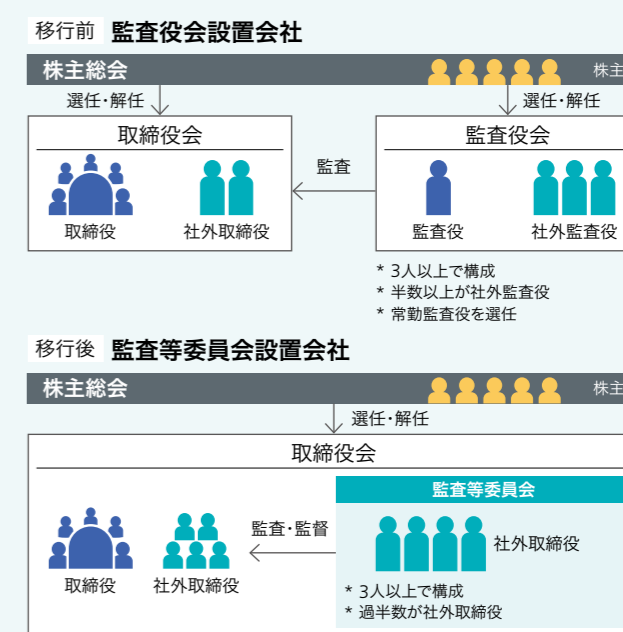 移行前 監査役会設置会社
株主総会 株主
選任・解任 選任・解任
取締役会 監査役会
監査
取締役 社外取締役 監査役 社外監査役
* 3人以上で構成
* 半数以上が社外監査役
* 常勤監査役を選任
移行後 監査等委員会設置会社
株主総会 株主
選任・解任
取締役会
監査等委員会
監査・監督 社外取締役
取締役 社外取締役
* 3人以上で構成
* 過半数が社外取締役